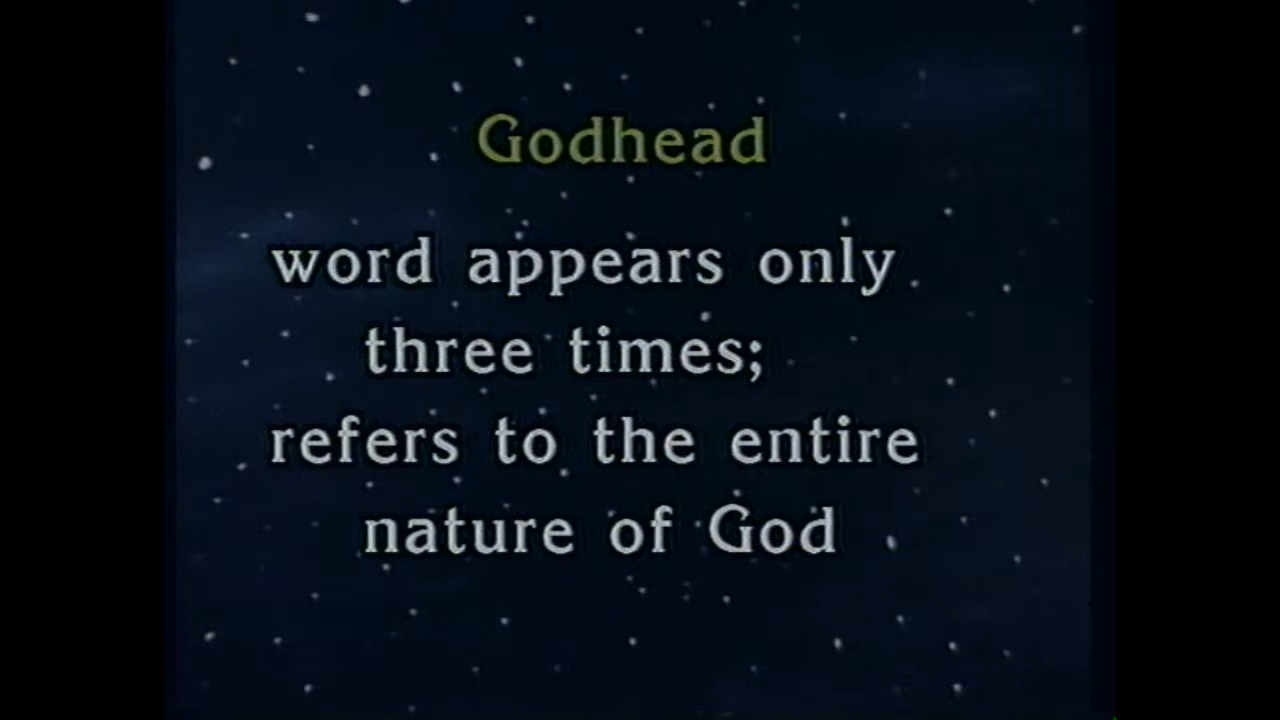 Godhead
word appears only
three times;
refers to the entire
nature of God